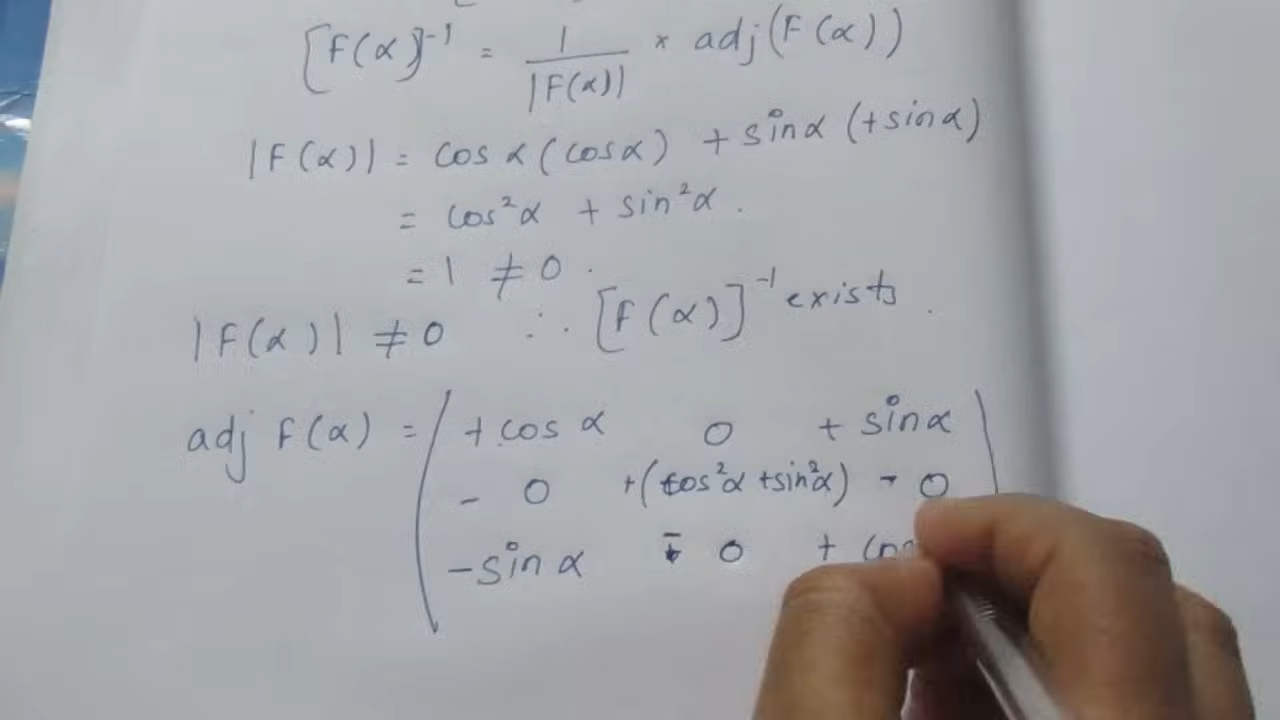 [F(α)]⁻¹ = 1/|F(α)| × adj(F(α))
|F(α)| = cos α (cos α) + sin α (+sin α)
= cos²α + sin²α.
= 1 ≠ 0.
|F(α)| ≠ 0 ∴ [F(α)]⁻¹ exists.
adj F(α) = ( + cos α 0 + sin α )
- 0 +(cos²α + sin²α) - 0
- sin α 0 +